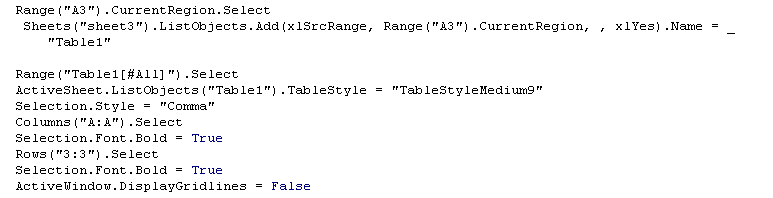 Range("A3").CurrentRegion.Select
Sheets("sheet3").ListObjects.Add(xlSrcRange, Range("A3").CurrentRegion, , xlYes).Name = _
"Table1"
Range("Table1[#All]").Select
ActiveSheet.ListObjects("Table1").TableStyle = "TableStyleMedium9"
Selection.Style = "Comma"
Columns("A:A").Select
Selection.Font.Bold = True
Rows("3:3").Select
Selection.Font.Bold = True
ActiveWindow.DisplayGridlines = False